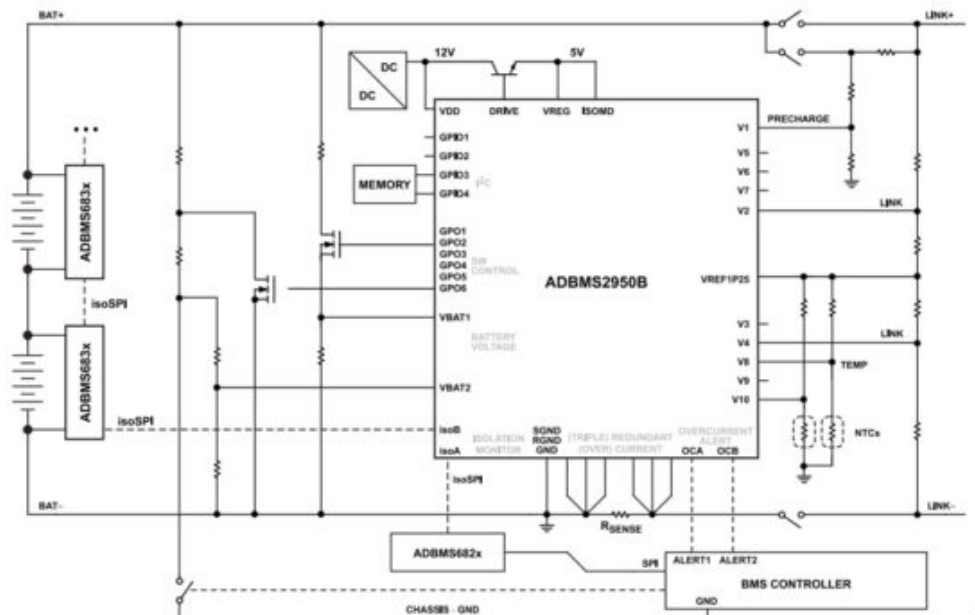 BAT+
LINK+
12V
5V
DC
DC
VDD
DRIVE
VREG
ISOMD
GPIO1
GPIO2
GPIO3
GPIO4
I²C
MEMORY
V1
PRECHARGE
V5
V6
V7
V2
LINK
ADBMS683x
GPO1
GPO2
GPO3
GPO4
GPO5
GPO6
SW
CONTROL
ADBMS2950B
VREF1P25
isoSPI
VBAT1
BATTERY
VOLTAGE
V3
V4
LINK
V8
TEMP
V9
V10
ADBMS683x
VBAT2
isoSPI
isoB
isoA
ISOLATION
MONITOR
SGND
RGND
GND
(TRIPLE) REDUNDANT
(OVER) CURRENT
OVERCURRENT
ALERT
OCA
OCB
NTCs
isoSPI
BAT–
RSENSE
LINK–
ADBMS682x
SPI
ALERT1
ALERT2
BMS CONTROLLER
GND
CHASSIS - GND